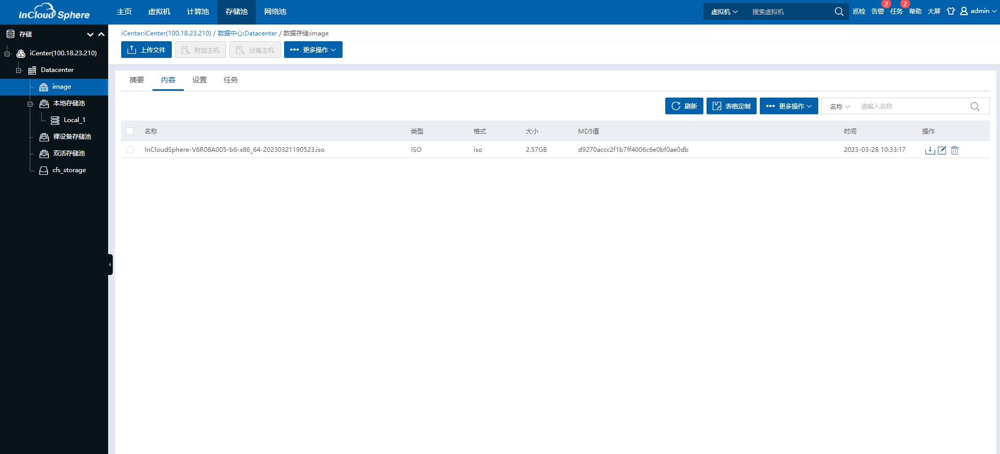 inCloud Sphere
主页 虚拟机 计算池 存储池 网络池
虚拟机 搜索虚拟机 巡检 告警 2 任务 2 帮助 大屏 admin
存储
iCenter(100.18.23.210)
Datacenter
image
本地存储池
Local_1
裸设备存储池
双活存储池
cfs_storage
iCenter:iCenter(100.18.23.210) / 数据中心:Datacenter / 数据存储:image
上传文件 附加主机 分离主机 更多操作
摘要 内容 设置 任务
刷新 表格定制 更多操作 名称 请输入名称
名称 类型 格式 大小 MD5值 时间 操作
InCloudSphere-V6R08A005-b6-x86_64-20230321190523.iso ISO iso 2.57GB d9270accc2f1b7ff4006c6e0bf0ae0db 2023-03-28 10:33:17